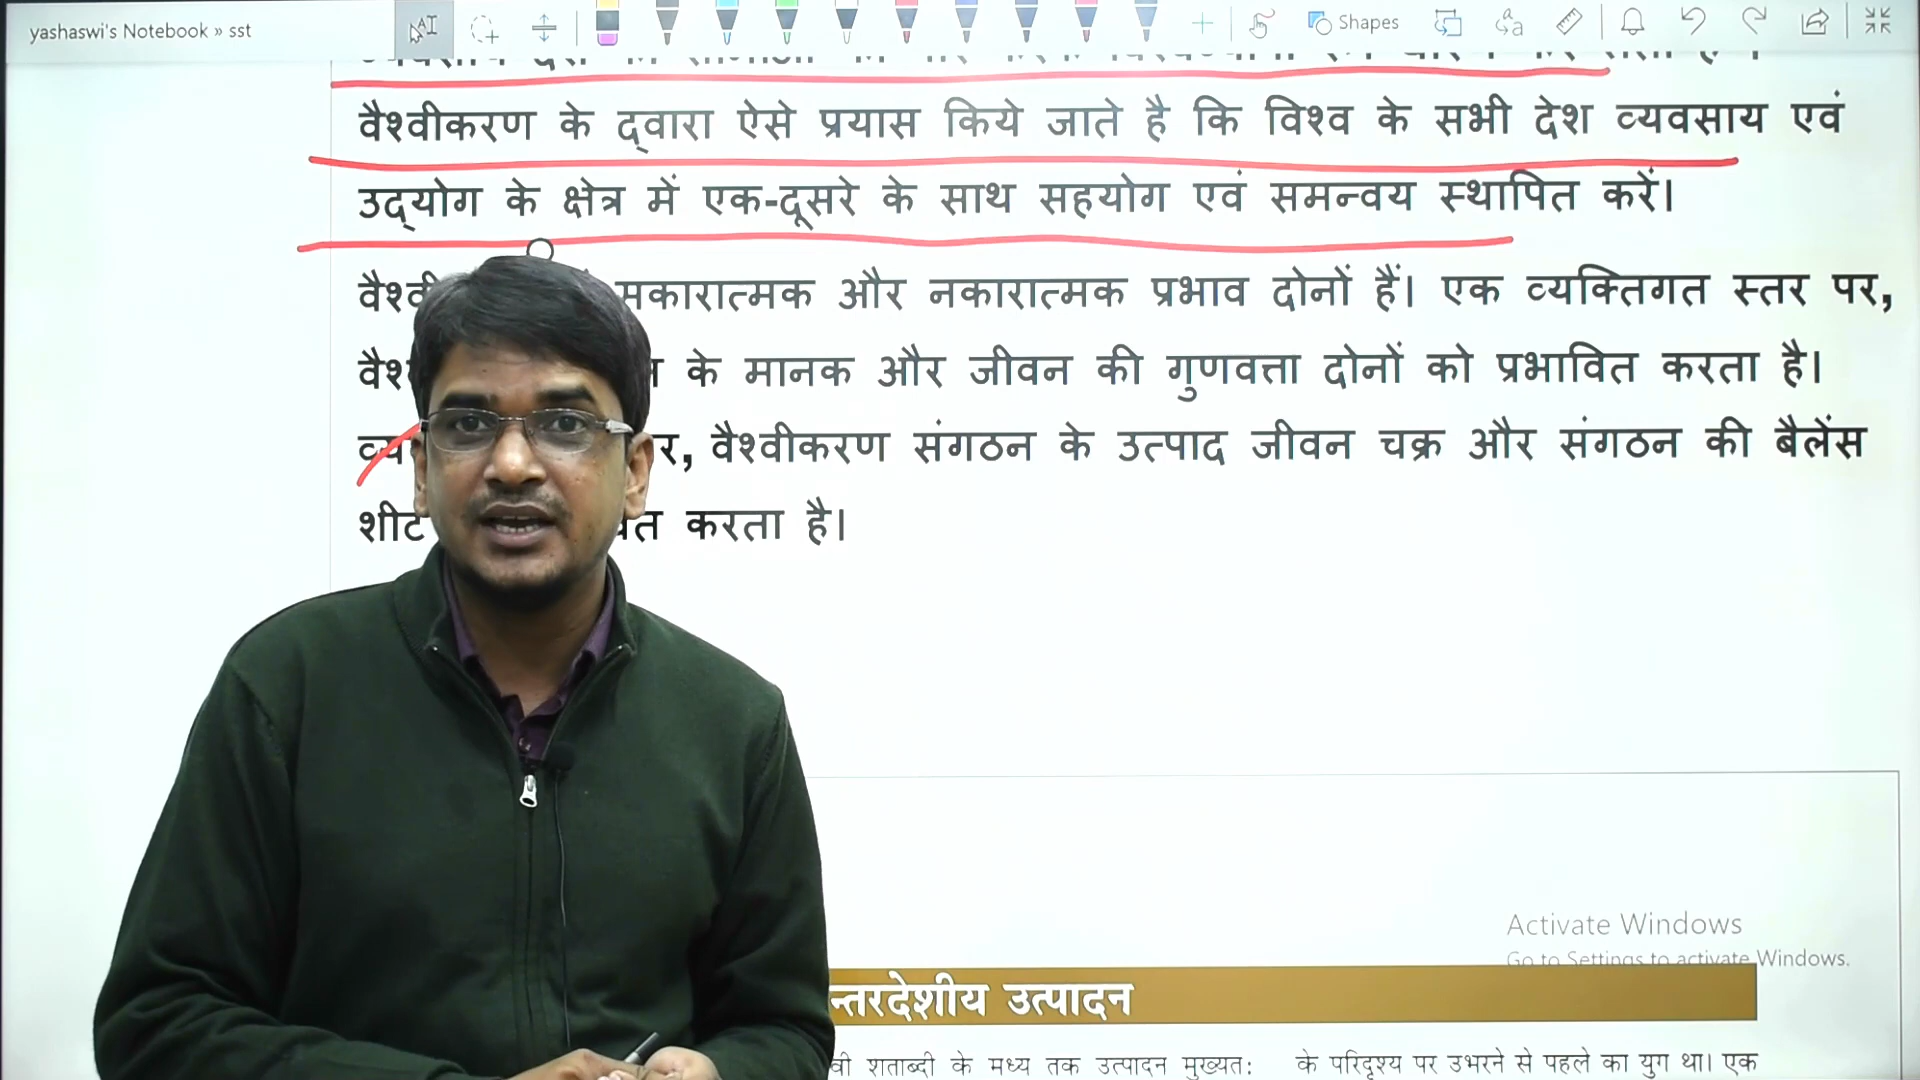 yashaswi's Notebook » sst
Shapes
वैश्वीकरण के द्वारा ऐसे प्रयास किये जाते है कि विश्व के सभी देश व्यवसाय एवं
उद्योग के क्षेत्र में एक-दूसरे के साथ सहयोग एवं समन्वय स्थापित करें।
सकारात्मक और नकारात्मक प्रभाव दोनों हैं। एक व्यक्तिगत स्तर पर,
के मानक और जीवन की गुणवत्ता दोनों को प्रभावित करता है।
वैश्वीकरण संगठन के उत्पाद जीवन चक्र और संगठन की बैलेंस
शीट करता है।
Activate Windows
Go to Settings to activate Windows.
न्तरदेशीय उत्पादन
वी शताब्दी के मध्य तक उत्पादन मुख्यतः के परिदृश्य पर उभरने से पहले का युग था। एक